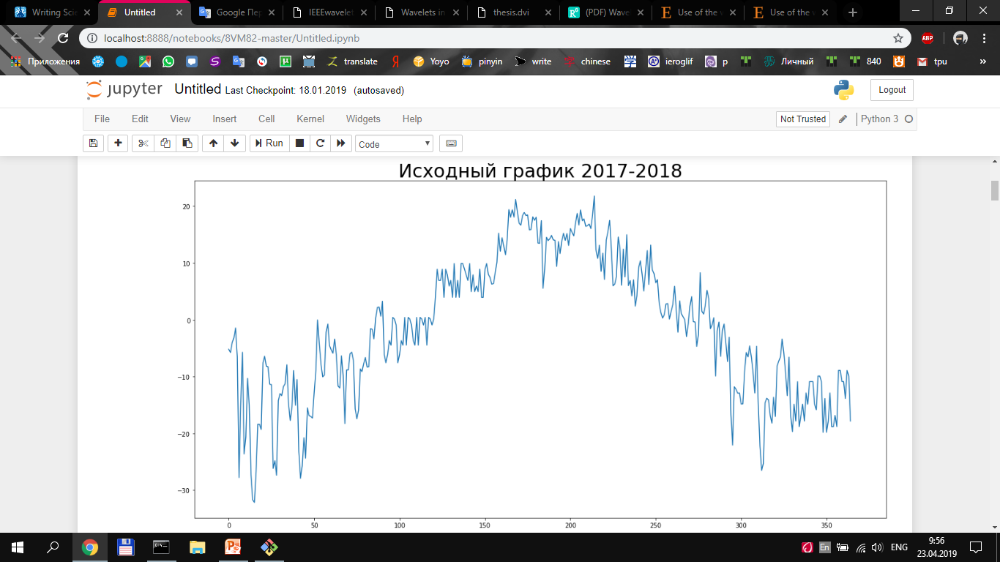 Writing Scie
Untitled
Google Пер
IEEEwavelet
Wavelets in
thesis.dvi
(PDF) Wave
Use of the w
Use of the w
localhost:8888/notebooks/8VM82-master/Untitled.ipynb
ABP
Приложения
translate
Yoyo
pinyin
write
chinese
ieroglif
р
Личный
840
tpu
»
jupyter Untitled Last Checkpoint: 18.01.2019 (autosaved)
Logout
File Edit View Insert Cell Kernel Widgets Help
Not Trusted
Python 3
Run
Code
Исходный график 2017-2018
20
10
0
−10
−20
−30
0 50 100 150 200 250 300 350
En
ENG
9:56
23.04.2019